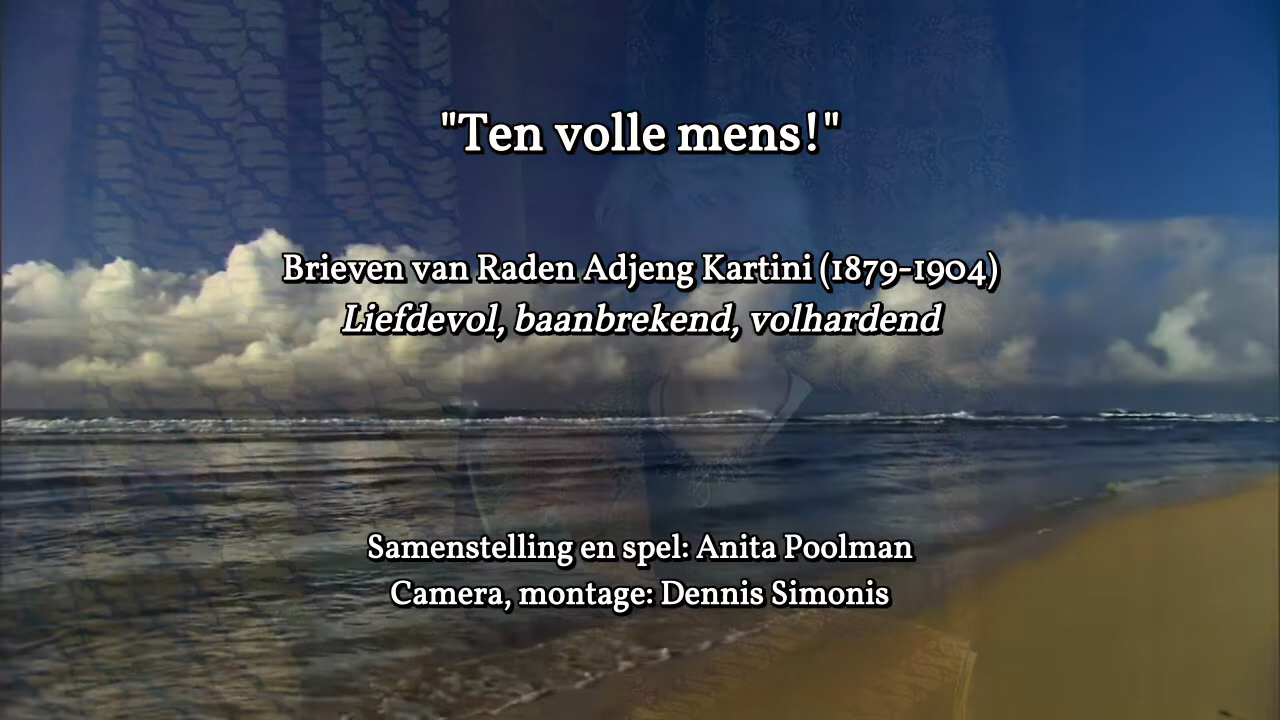 "Ten volle mens!"
Brieven van Raden Adjeng Kartini (1879-1904)
Liefdevol, baanbrekend, volhardend
Samenstelling en spel: Anita Poolman
Camera, montage: Dennis Simonis